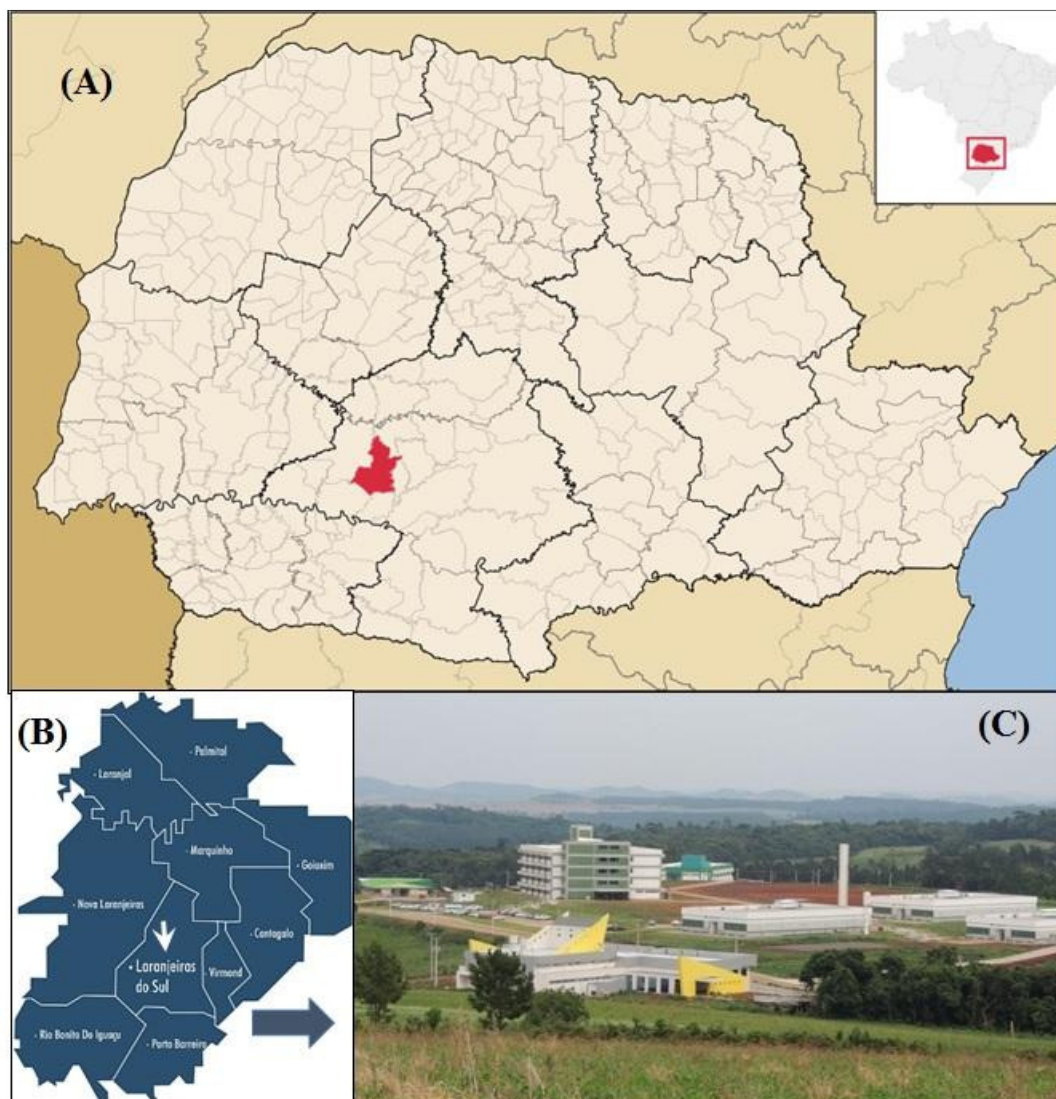 (A)
(B)
(C)
- Palmital
- Laranjal
- Marquinho
- Goioxim
- Nova Laranjeiras
- Cantagalo
- Laranjeiras
do Sul
Virmond
- Rio Bonito Do Iguaçu
- Porto Barreiro